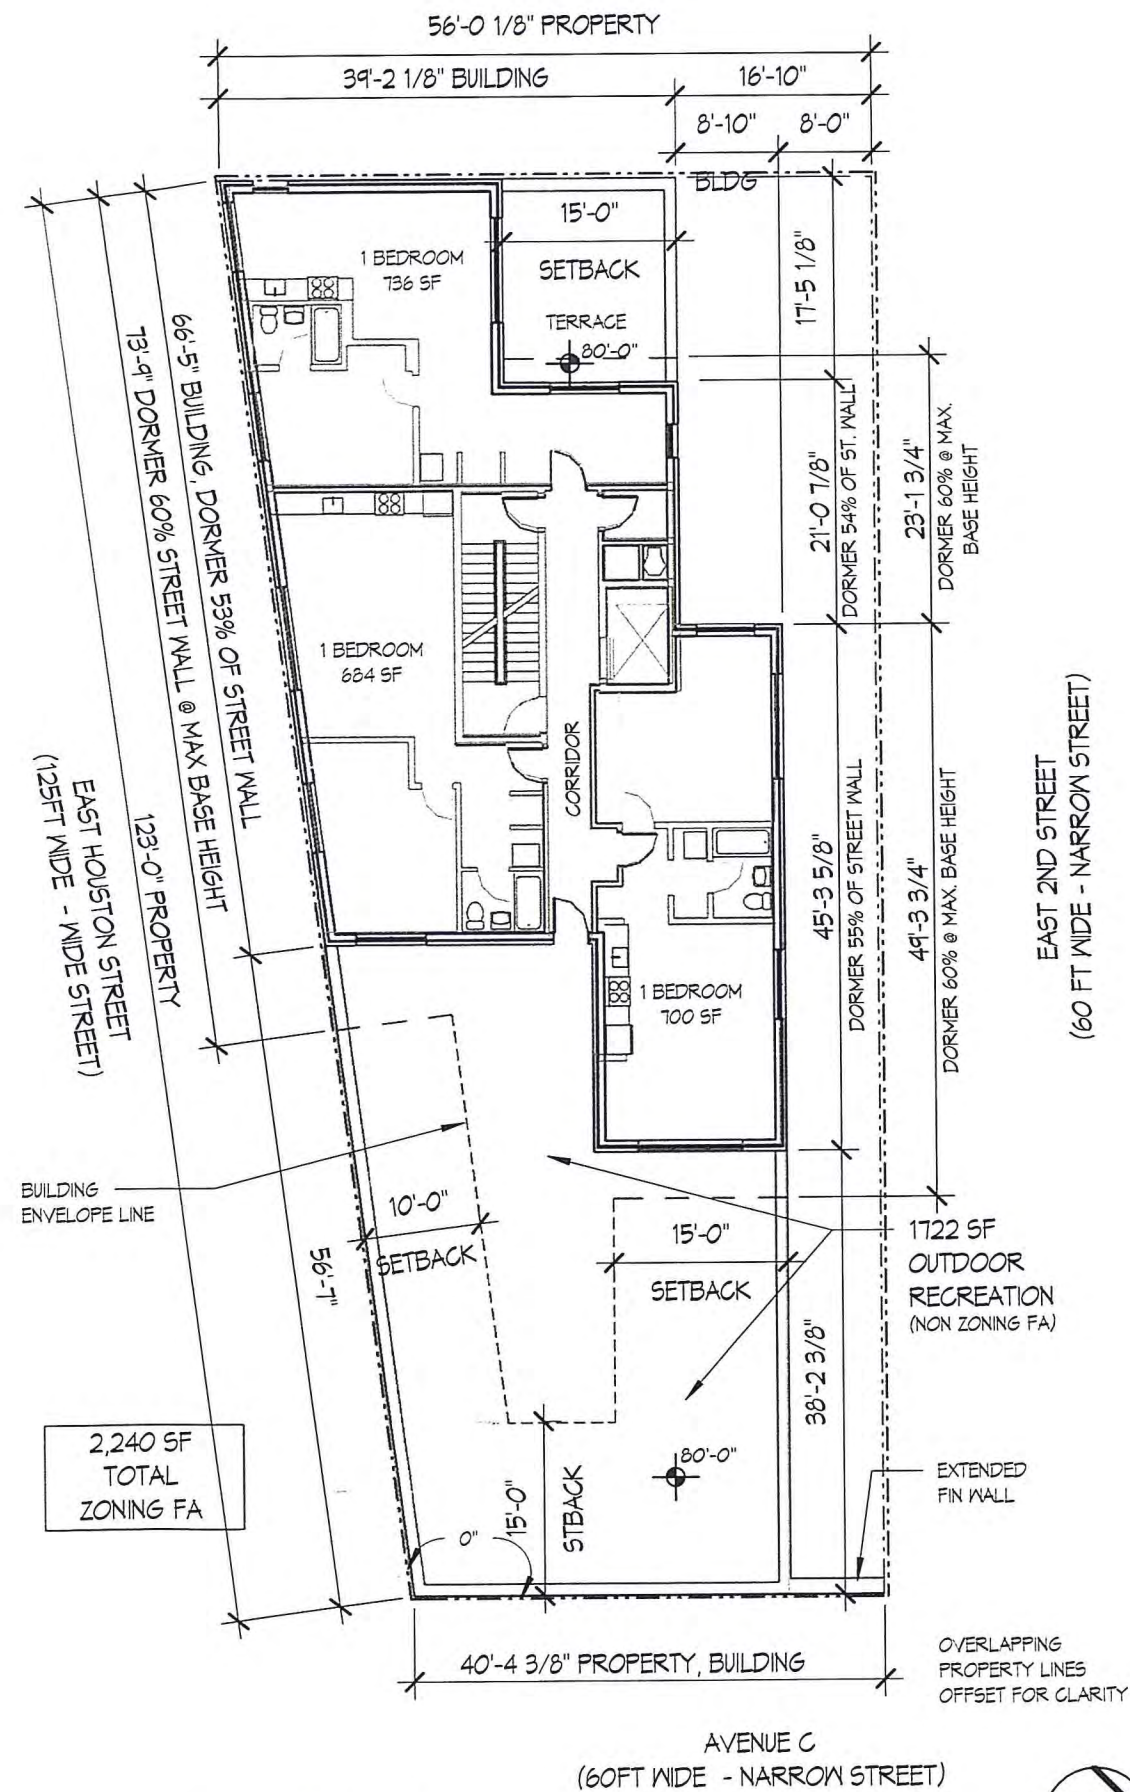 56'-0 1/8" PROPERTY
39'-2 1/8" BUILDING
16'-10"
8'-10"
8'-0"
BLDG
15'-0"
SETBACK
TERRACE
80'-0"
17'-5 1/8"
1 BEDROOM
736 SF
66'-5" BUILDING, DORMER 53% OF STREET WALL
73'-9" DORMER 60% STREET WALL @ MAX BASE HEIGHT
123'-0" PROPERTY
EAST HOUSTON STREET
(125FT WIDE - WIDE STREET)
21'-0 7/8"
DORMER 54% OF ST. WALL
23'-1 3/4"
DORMER 60% @ MAX.
BASE HEIGHT
1 BEDROOM
684 SF
CORRIDOR
45'-3 5/8"
DORMER 55% OF STREET WALL
49'-3 3/4"
DORMER 60% @ MAX. BASE HEIGHT
EAST 2ND STREET
(60 FT WIDE - NARROW STREET)
1 BEDROOM
700 SF
BUILDING
ENVELOPE LINE
10'-0"
SETBACK
15'-0"
SETBACK
1722 SF
OUTDOOR
RECREATION
(NON ZONING FA)
56'-7"
38'-2 3/8"
2,240 SF
TOTAL
ZONING FA
80'-0"
EXTENDED
FIN WALL
15'-0"
STBACK
0"
40'-4 3/8" PROPERTY, BUILDING
OVERLAPPING
PROPERTY LINES
OFFSET FOR CLARITY
AVENUE C
(60FT WIDE - NARROW STREET)